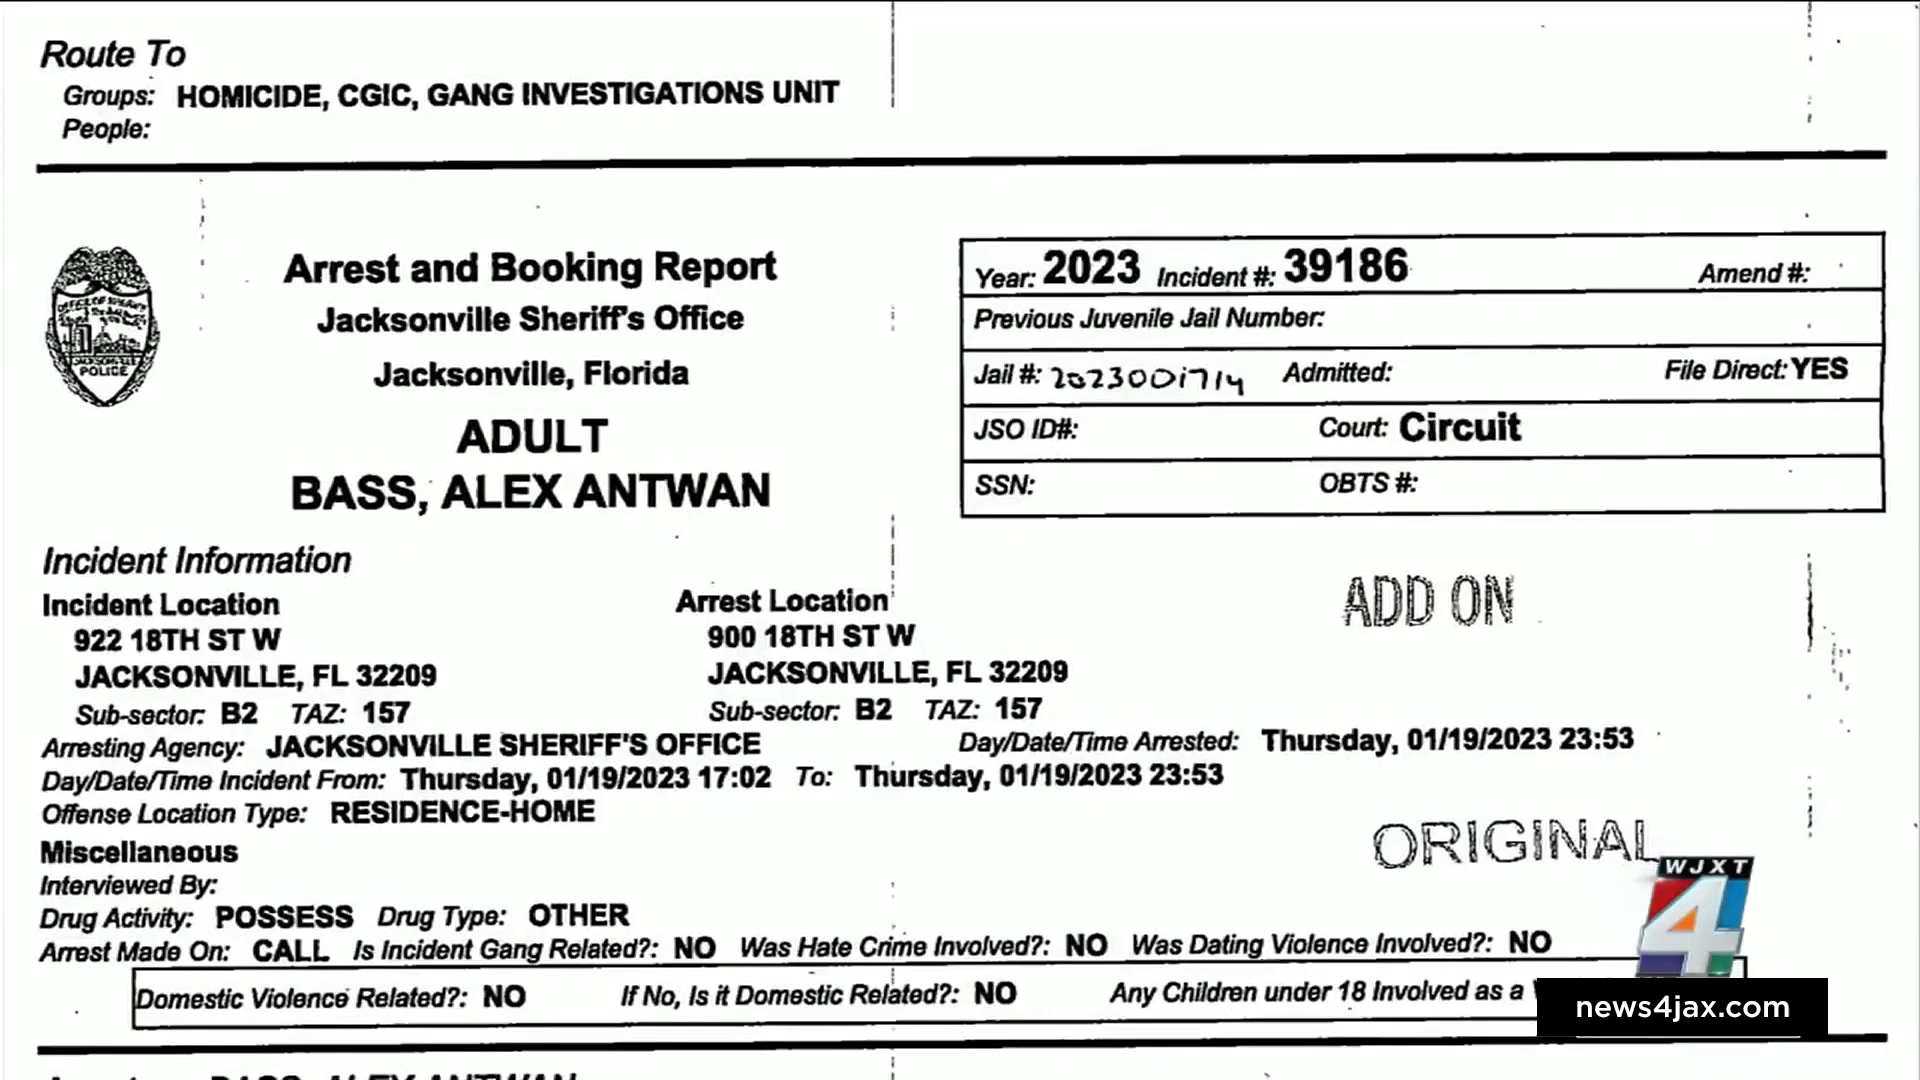 Route To
Groups: HOMICIDE, CGIC, GANG INVESTIGATIONS UNIT
People:
OFFICE OF SHERIFF
JACKSONVILLE
POLICE
Arrest and Booking Report
Jacksonville Sheriff's Office
Jacksonville, Florida
ADULT
BASS, ALEX ANTWAN
Year: 2023 Incident #: 39186 Amend #:
Previous Juvenile Jail Number:
Jail #: 2023001714 Admitted: File Direct: YES
JSO ID#: Court: Circuit
SSN: OBTS #:
Incident Information
Incident Location
922 18TH ST W
JACKSONVILLE, FL 32209
Sub-sector: B2 TAZ: 157
Arrest Location
900 18TH ST W
JACKSONVILLE, FL 32209
Sub-sector: B2 TAZ: 157
ADD ON
Arresting Agency: JACKSONVILLE SHERIFF'S OFFICE Day/Date/Time Arrested: Thursday, 01/19/2023 23:53
Day/Date/Time Incident From: Thursday, 01/19/2023 17:02 To: Thursday, 01/19/2023 23:53
Offense Location Type: RESIDENCE-HOME
ORIGINAL
Miscellaneous
Interviewed By:
Drug Activity: POSSESS Drug Type: OTHER
Arrest Made On: CALL Is Incident Gang Related?: NO Was Hate Crime Involved?: NO Was Dating Violence Involved?: NO
Domestic Violence Related?: NO If No, Is it Domestic Related?: NO Any Children under 18 Involved as a
WJXT
4
news4jax.com
BASS, ALEX ANTWAN